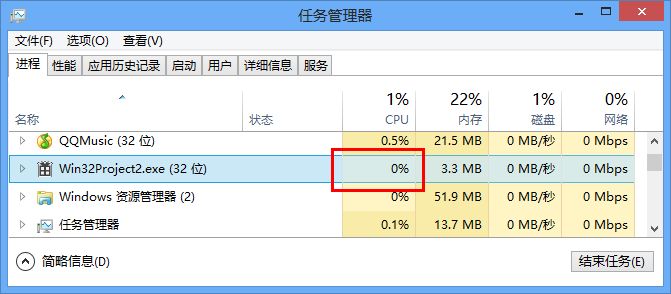 任务管理器
文件(F) 选项(O) 查看(V)
进程 性能 应用历史记录 启动 用户 详细信息 服务
1% 22% 1% 0%
名称 状态 CPU 内存 磁盘 网络
QQMusic (32 位) 0.5% 21.5 MB 0 MB/秒 0 Mbps
Win32Project2.exe (32 位) 0% 3.3 MB 0 MB/秒 0 Mbps
Windows 资源管理器 (2) 0% 51.9 MB 0 MB/秒 0 Mbps
任务管理器 0.1% 13.7 MB 0 MB/秒 0 Mbps
简略信息(D) 结束任务(E)